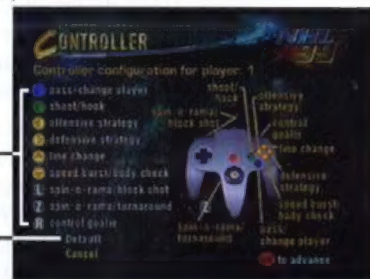 CONTROLLER
NHL 99
Controller configuration for player: 1
pass-change player
shoot/hook
offensive strategy
defensive strategy
line change
speed burst/body check
L spin-o-rama/block shot
Z spin-o-rama/turnaround
R control goalie
Default
Cancel
shoot/
hook
offensive
strategy
spin-o-rama/
block shot
control
goalie
line change
defensive
strategy
speed burst/
body check
Z
spin-o-rama/
turnaround
pass/
change player
to advance